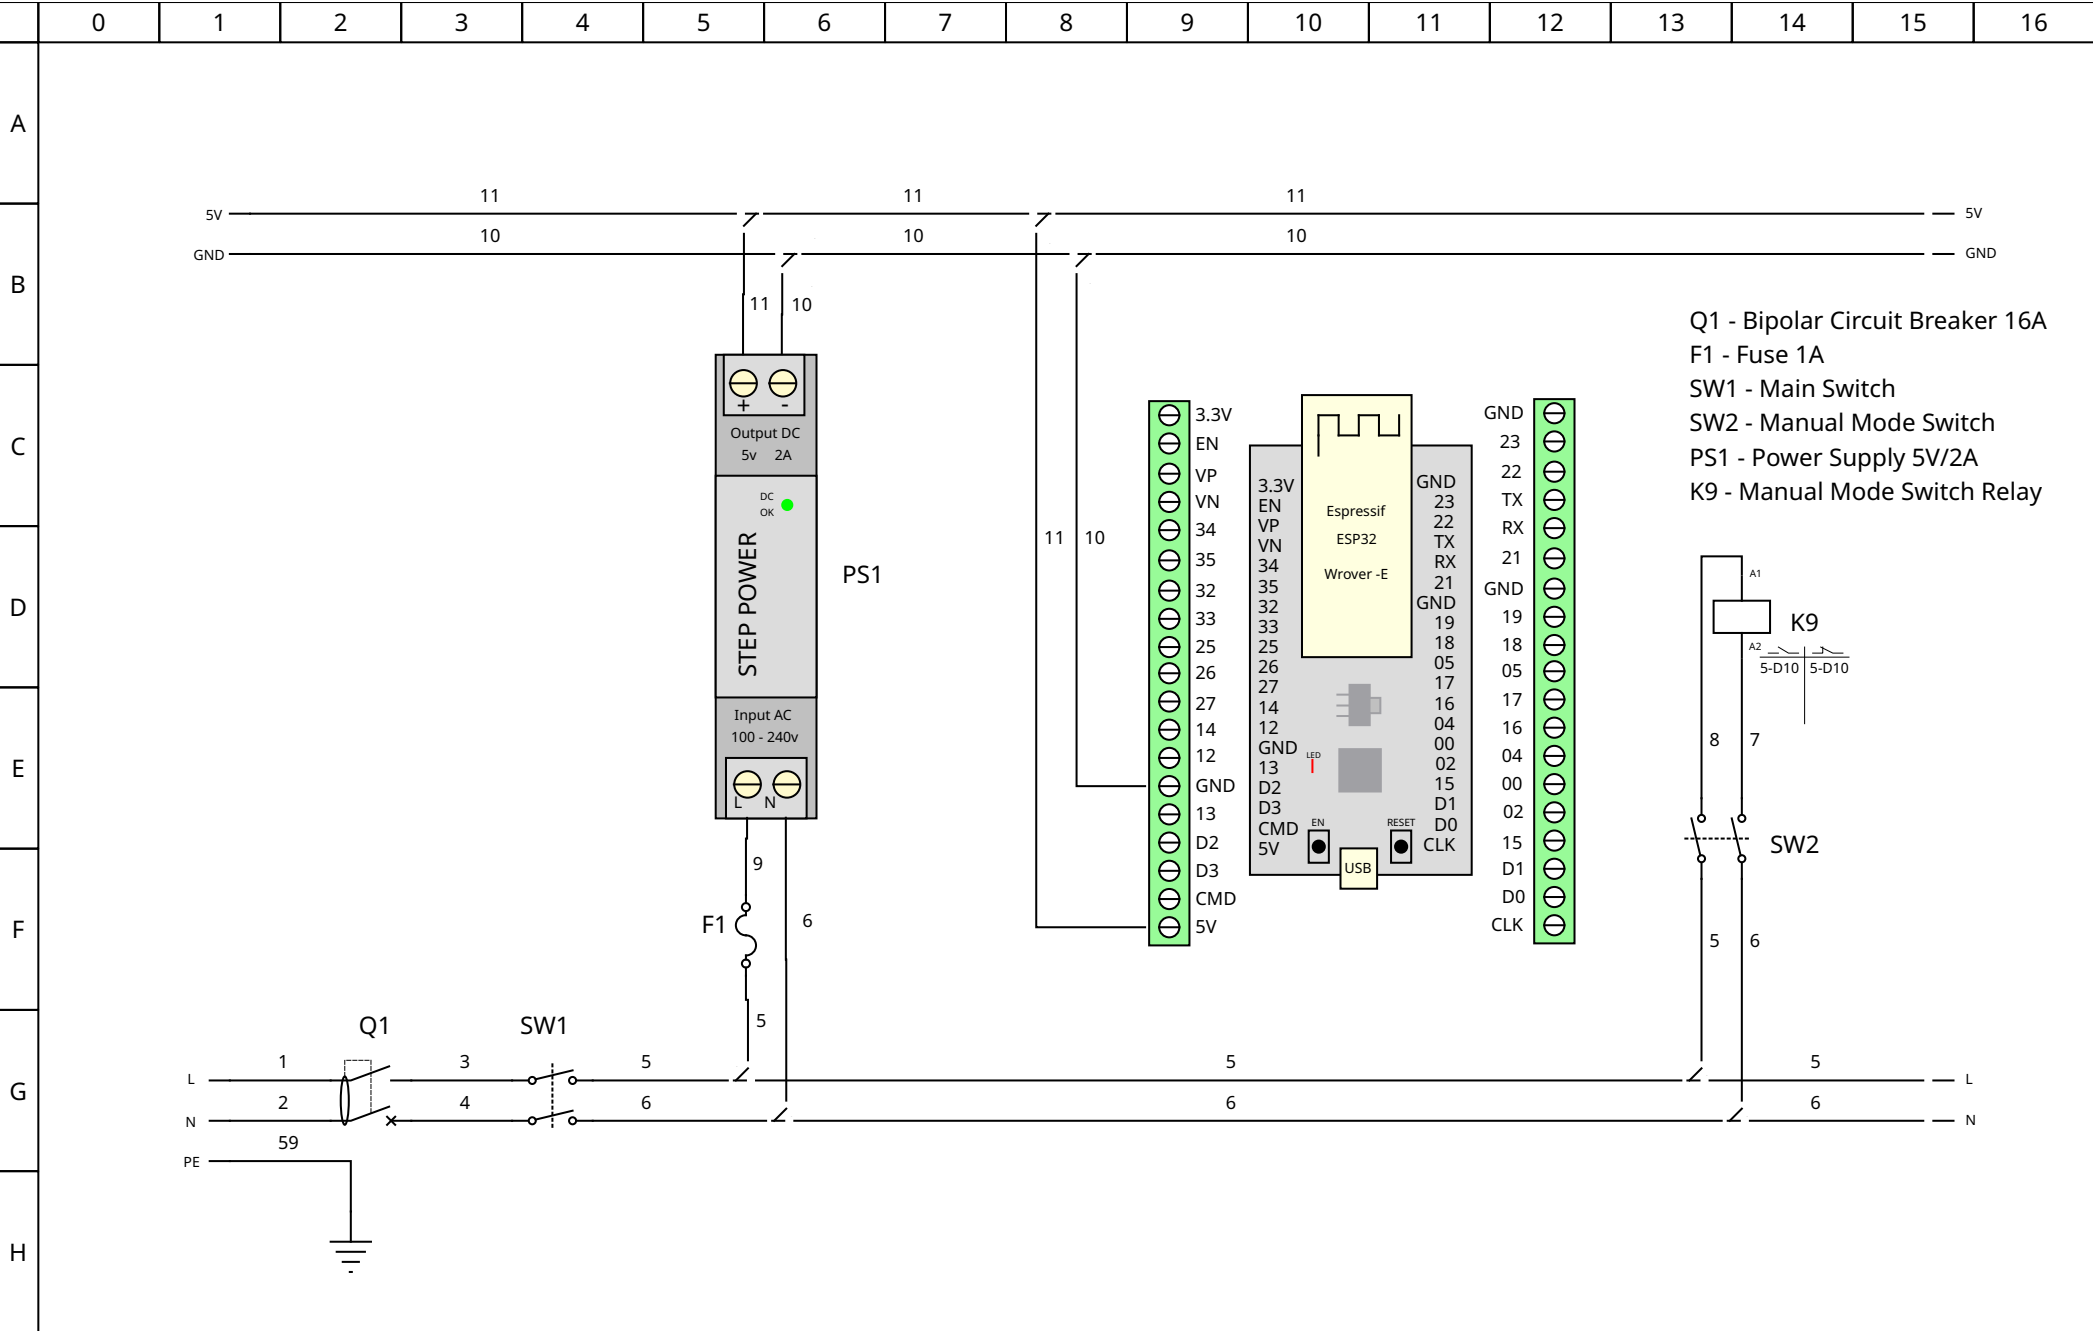 0 1 2 3 4 5 6 7 8 9 10 11 12 13 14 15 16
A
B
C
D
E
F
G
H
11 11 11
5V 5V
10 10 10
GND GND
11 10
+ -
Output DC
5v 2A
DC
OK
STEP POWER
PS1
Input AC
100 - 240v
L N
9
F1
6
5
11 10
3.3V
EN
VP
VN
34
35
32
33
25
26
27
14
12
GND
13
D2
D3
CMD
5V
3.3V
EN
VP
VN
34
35
32
33
25
26
27
14
12
GND
13
D2
D3
CMD
5V
Espressif
ESP32
Wrover -E
LED
EN
RESET
USB
GND
23
22
TX
RX
21
GND
19
18
05
17
16
04
00
02
15
D1
D0
CLK
GND
23
22
TX
RX
21
GND
19
18
05
17
16
04
00
02
15
D1
D0
CLK
Q1 - Bipolar Circuit Breaker 16A
F1 - Fuse 1A
SW1 - Main Switch
SW2 - Manual Mode Switch
PS1 - Power Supply 5V/2A
K9 - Manual Mode Switch Relay
A1
K9
A2
5-D10 5-D10
8 7
SW2
5 6
Q1 SW1
1 3 5 5 5
L L
2 4 6 6 6
N N
59
PE